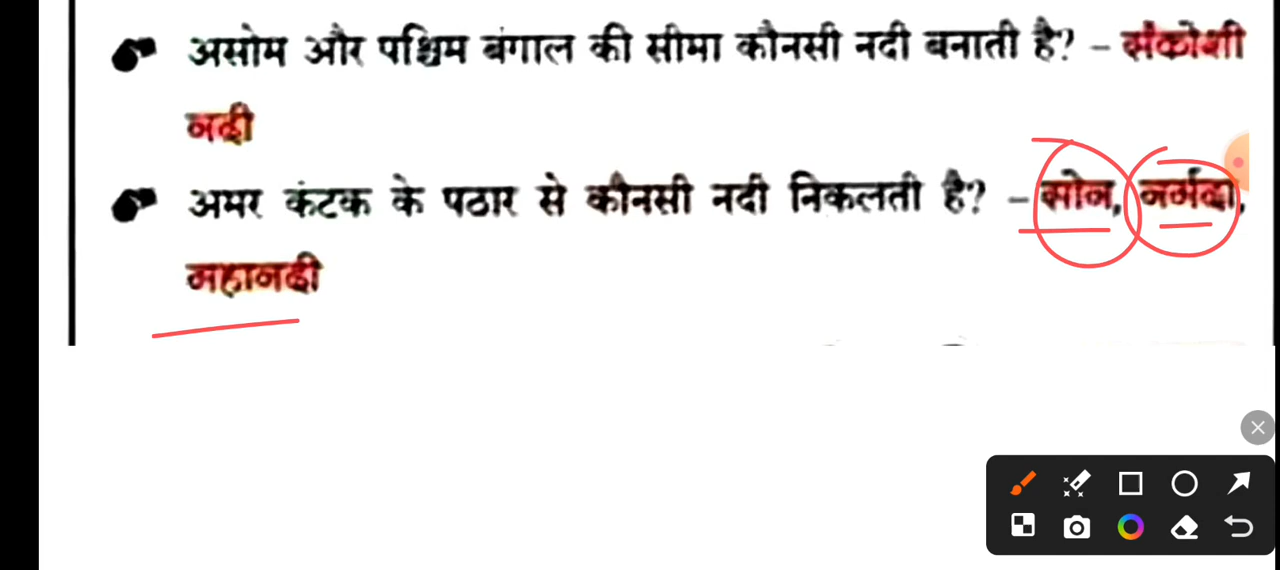 असोम और पश्चिम बंगाल की सीमा कौनसी नदी बनाती है? – संकोशी
नदी
अमर कंटक के पठार से कौनसी नदी निकलती है? – सोन, नर्मदा,
महानदी